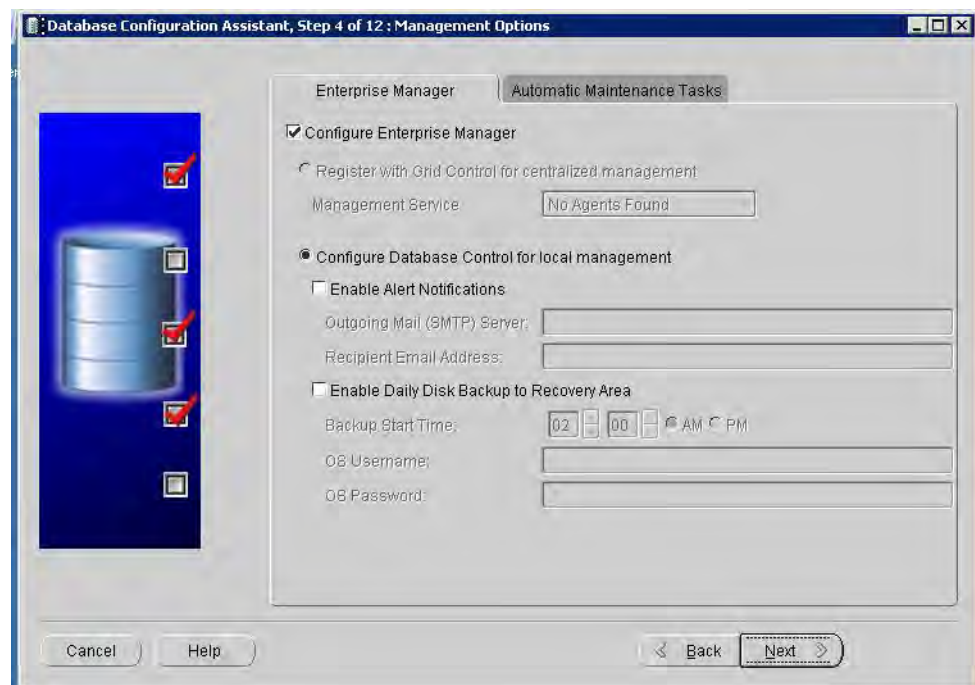 Database Configuration Assistant, Step 4 of 12 : Management Options
Enterprise Manager
Automatic Maintenance Tasks
Configure Enterprise Manager
Register with Grid Control for centralized management
Management Service
No Agents Found
Configure Database Control for local management
Enable Alert Notifications
Outgoing Mail (SMTP) Server:
Recipient Email Address:
Enable Daily Disk Backup to Recovery Area
Backup Start Time:
02 00 AM PM
OS Username:
OS Password:
Cancel
Help
Back
Next